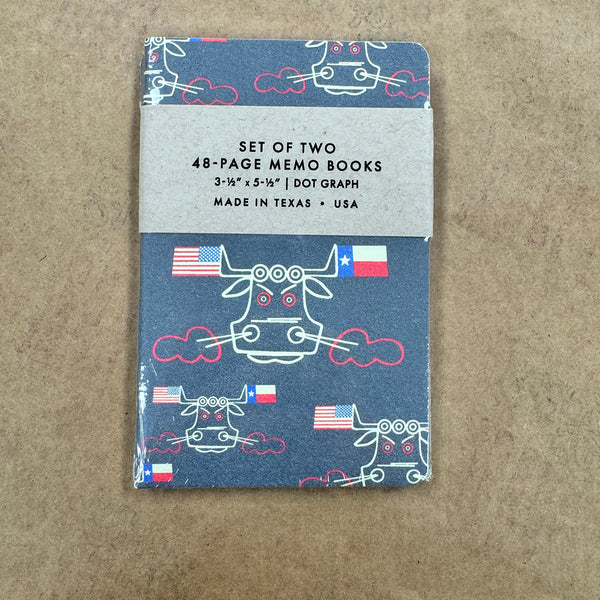 SET OF TWO
48-PAGE MEMO BOOKS
3-½" x 5-½" | DOT GRAPH
MADE IN TEXAS • USA